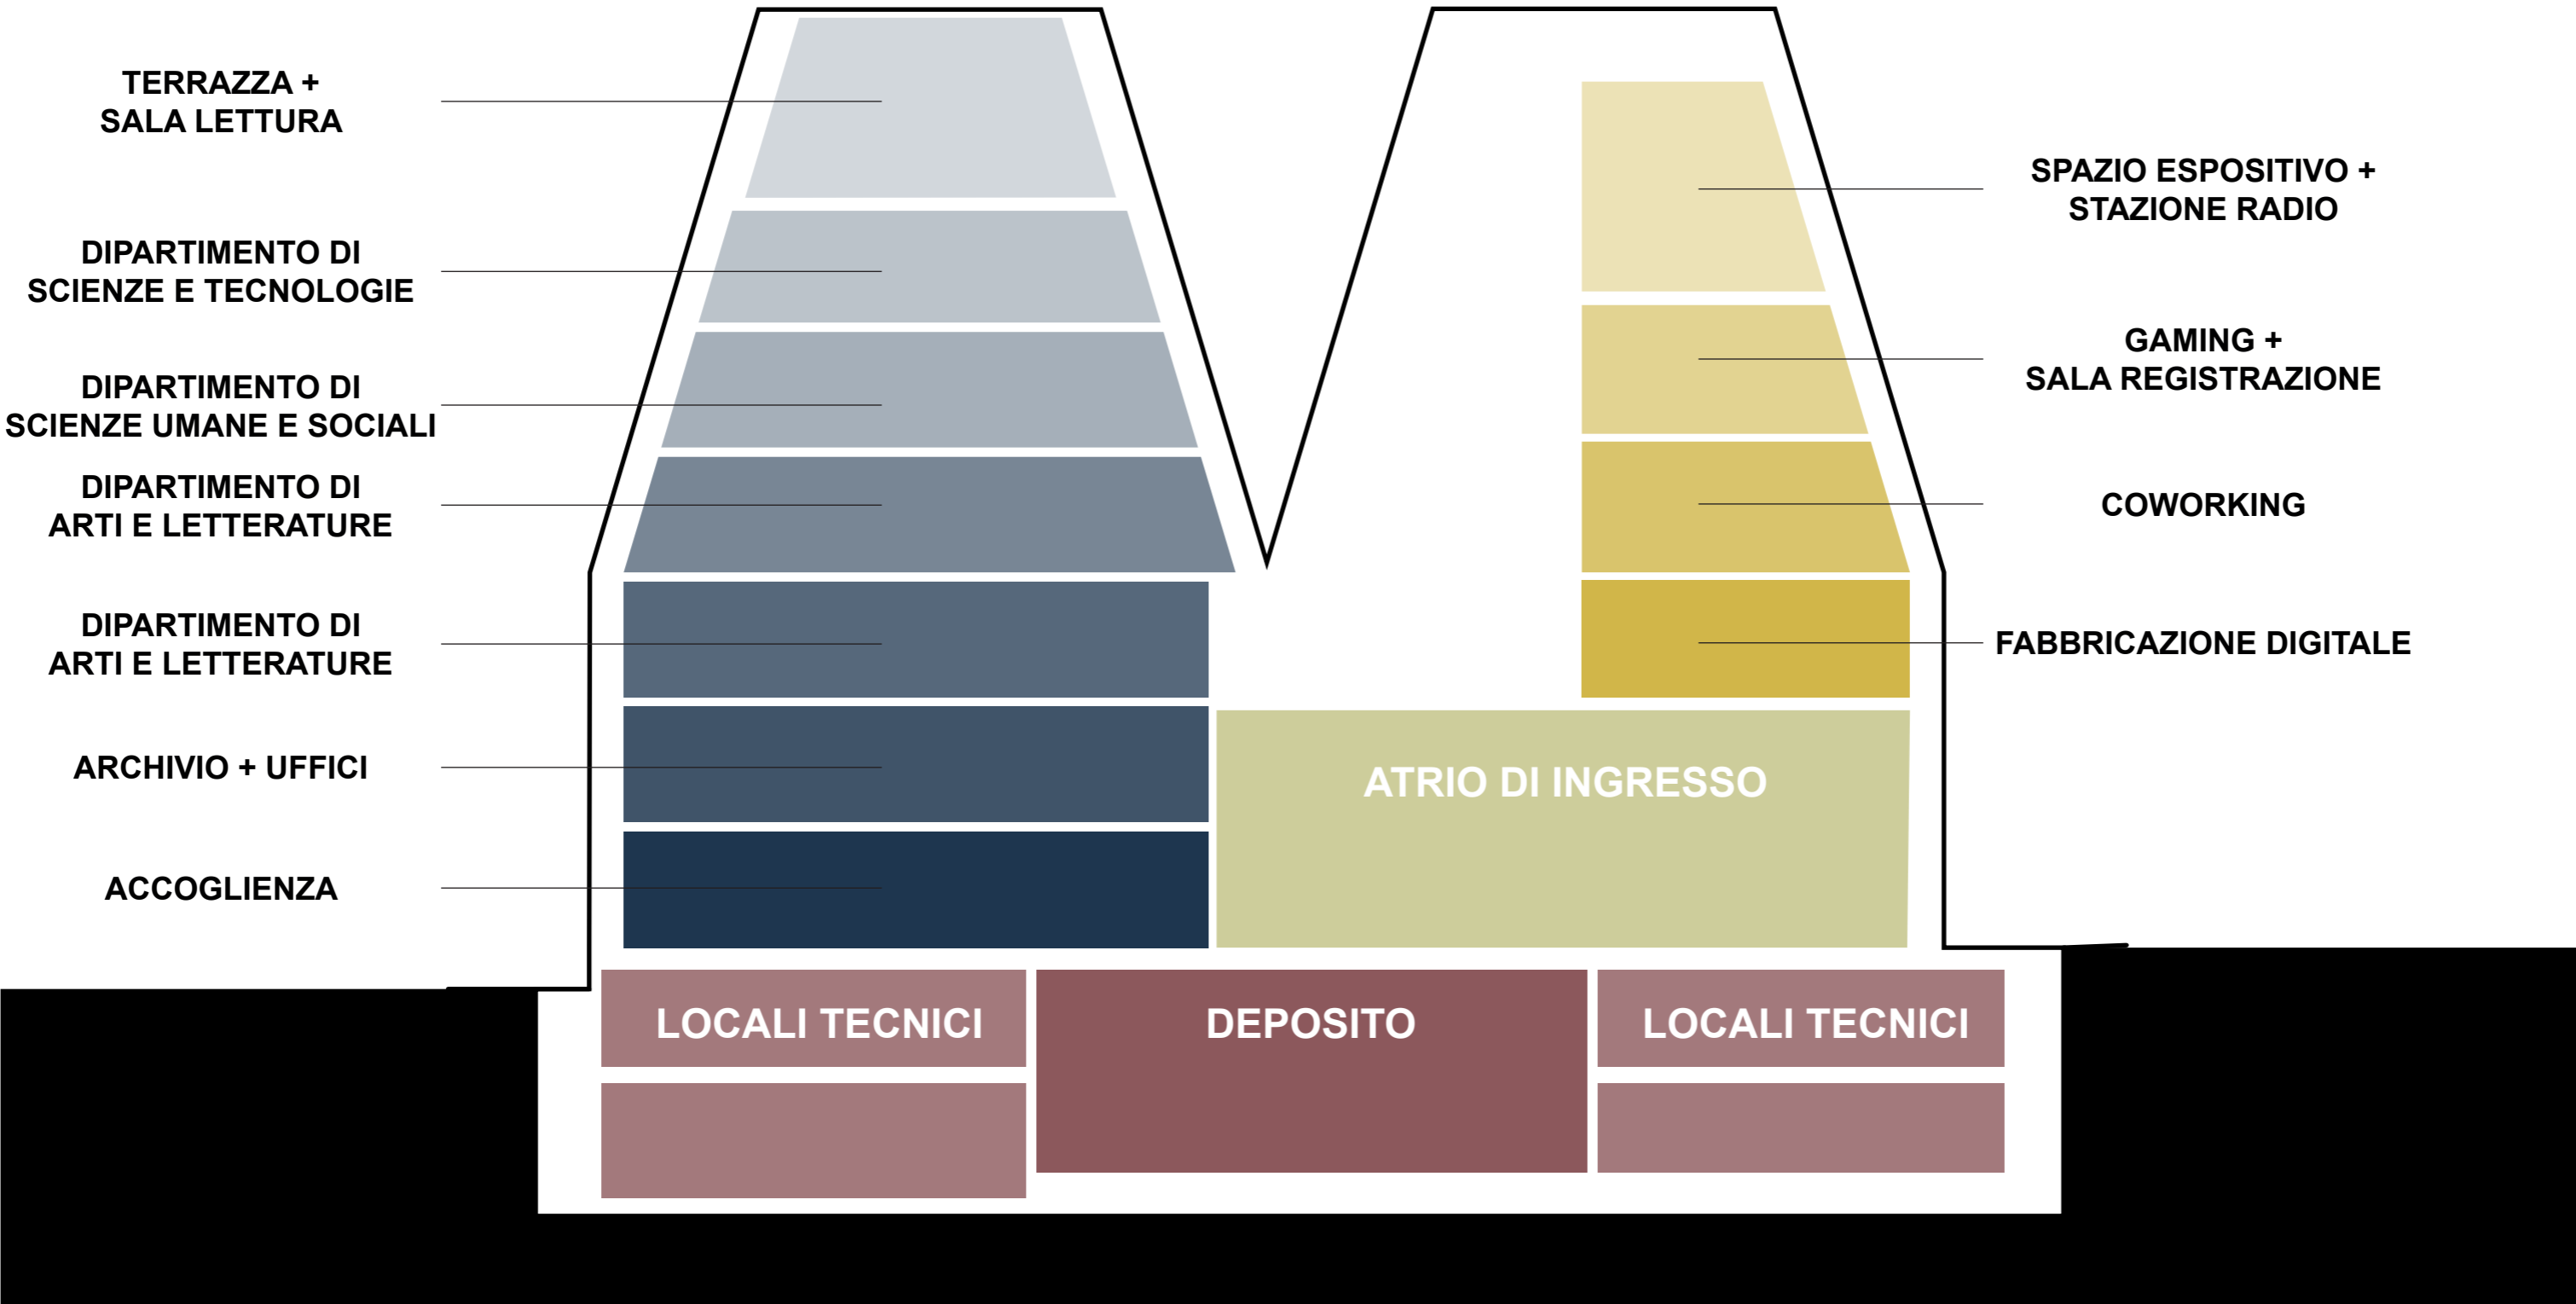 TERRAZZA +
SALA LETTURA
DIPARTIMENTO DI
SCIENZE E TECNOLOGIE
DIPARTIMENTO DI
SCIENZE UMANE E SOCIALI
DIPARTIMENTO DI
ARTI E LETTERATURE
DIPARTIMENTO DI
ARTI E LETTERATURE
ARCHIVIO + UFFICI
ACCOGLIENZA
SPAZIO ESPOSITIVO +
STAZIONE RADIO
GAMING +
SALA REGISTRAZIONE
COWORKING
FABBRICAZIONE DIGITALE
ATRIO DI INGRESSO
LOCALI TECNICI
DEPOSITO
LOCALI TECNICI